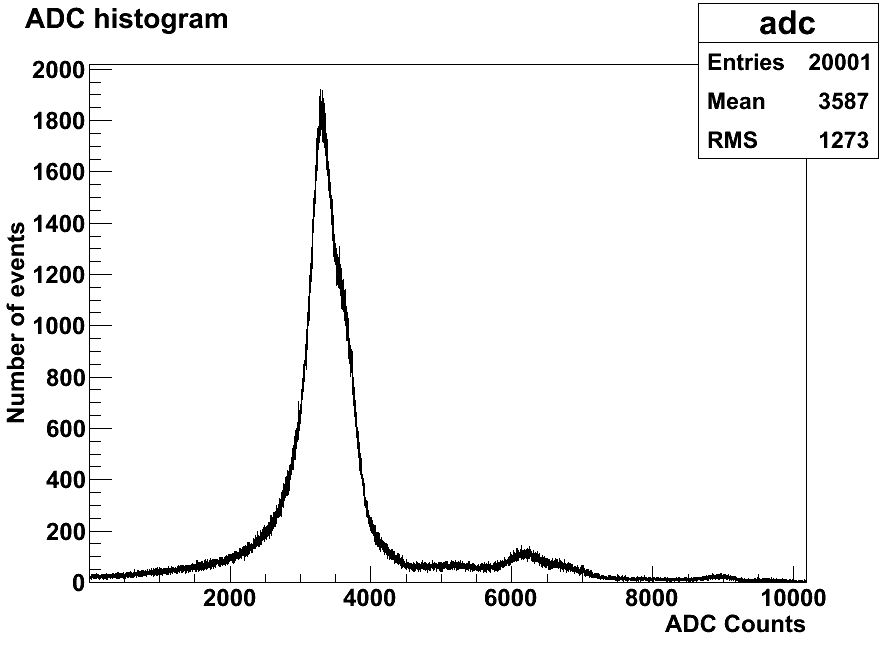 ADC histogram
adc
Entries 20001
Mean 3587
RMS 1273
Number of events
2000
1800
1600
1400
1200
1000
800
600
400
200
0
2000 4000 6000 8000 10000
ADC Counts